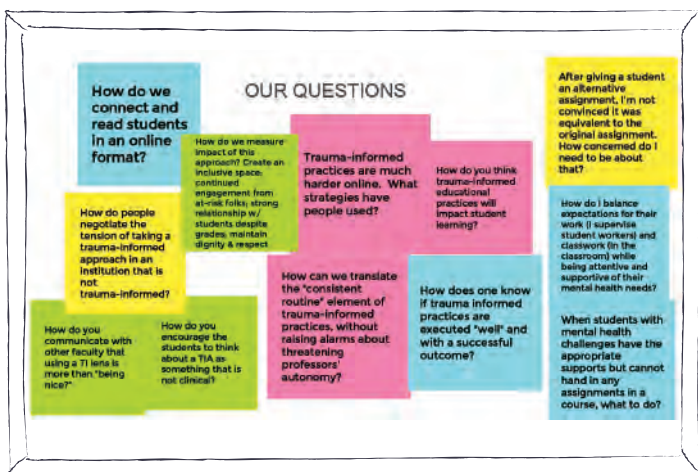 OUR QUESTIONS
How do we
connect and
read students
in an online
format?
How do we measure
impact of this
approach? Create an
inclusive space;
continued
engagement from
at-risk folks; strong
relationship w/
students despite
grades; maintain
dignity & respect
Trauma-informed
practices are much
harder online. What
strategies have
people used?
How do you think
trauma-informed
educational
practices will
impact student
learning?
After giving a student
an alternative
assignment, I'm not
convinced it was
equivalent to the
original assignment.
How concerned do I
need to be about
that?
How do people
negotiate the
tension of taking a
trauma-informed
approach in an
institution that is
not
trauma-informed?
How do I balance
expectations for their
work (I supervise
student workers) and
classwork (in the
classroom) while
being attentive and
supportive of their
mental health needs?
How do you
communicate with
other faculty that
using a TI lens is
more than "being
nice?"
How do you
encourage the
students to think
about a TIA as
something that is
not clinical?
How can we translate
the "consistent
routine" element of
trauma-informed
practices, without
raising alarms about
threatening
professors'
autonomy?
How does one know
if trauma informed
practices are
executed "well" and
with a successful
outcome?
When students with
mental health
challenges have the
appropriate
supports but cannot
hand in any
assignments in a
course, what to do?